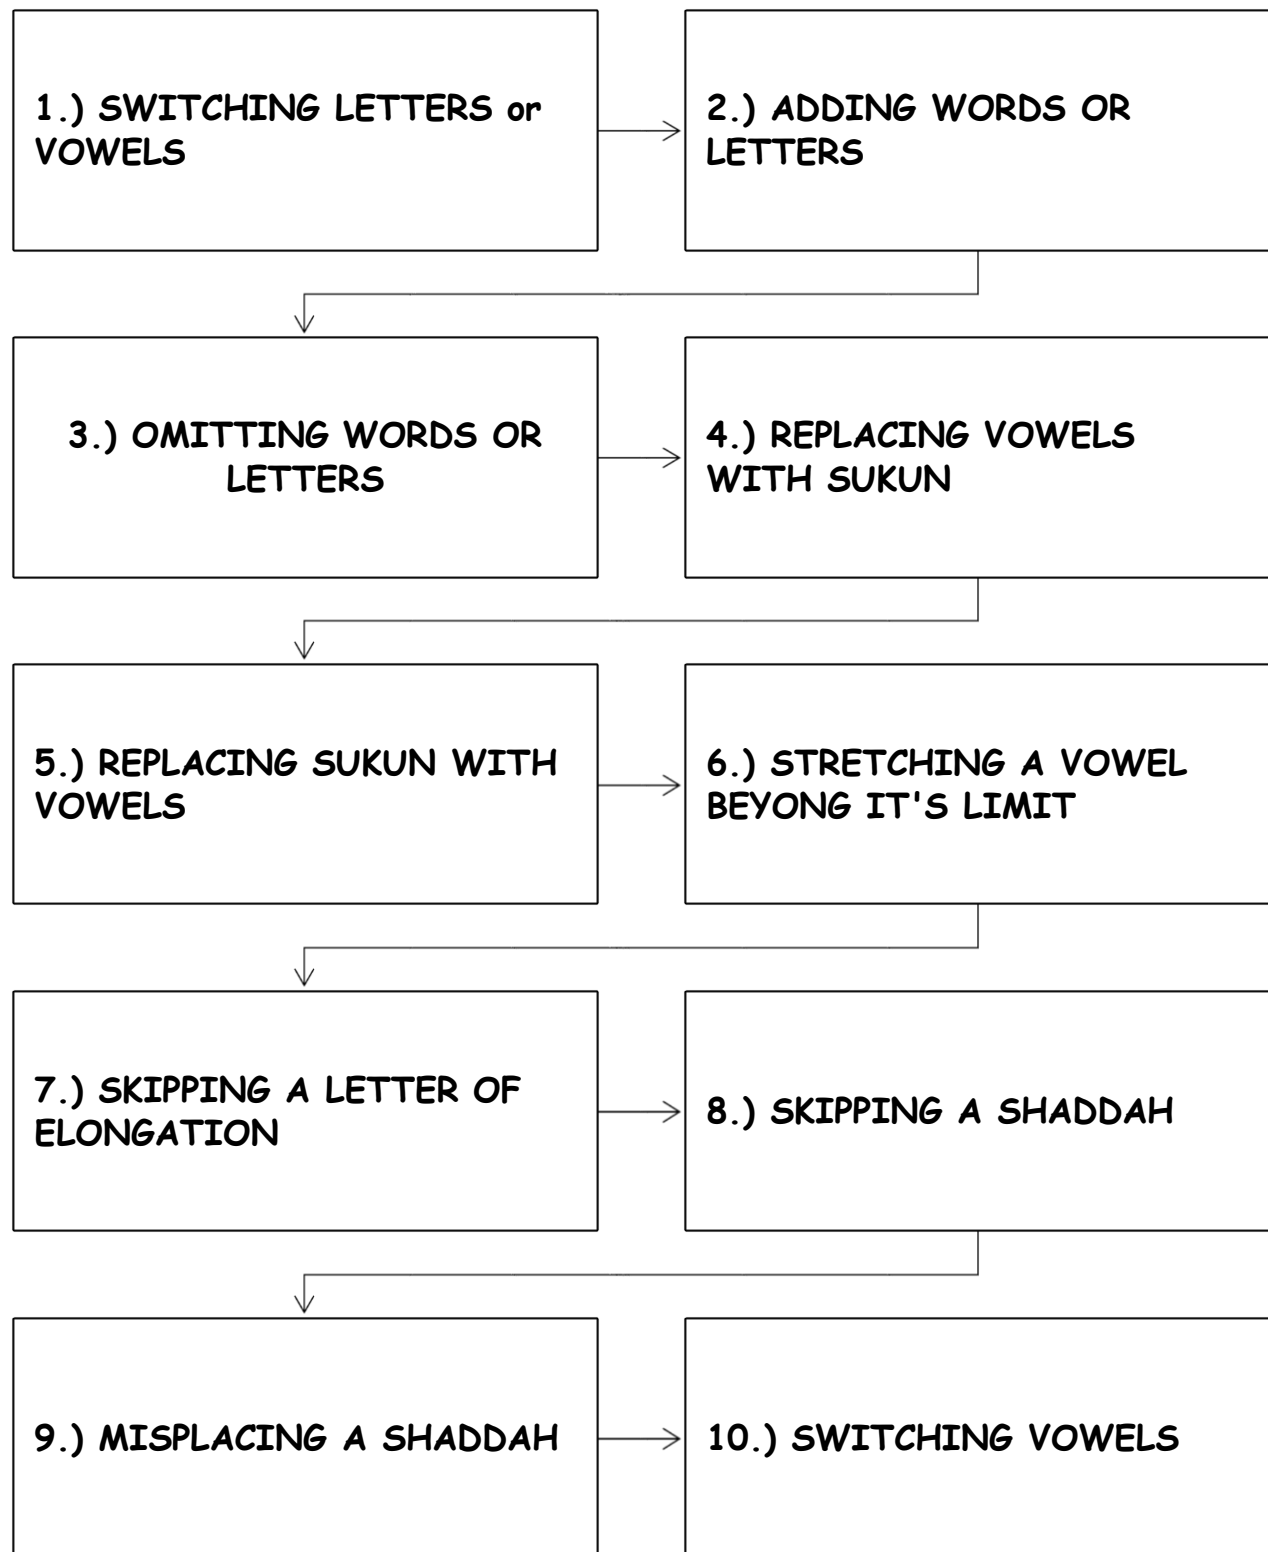 1.) SWITCHING LETTERS or
VOWELS
2.) ADDING WORDS OR
LETTERS
3.) OMITTING WORDS OR
LETTERS
4.) REPLACING VOWELS
WITH SUKUN
5.) REPLACING SUKUN WITH
VOWELS
6.) STRETCHING A VOWEL
BEYONG IT'S LIMIT
7.) SKIPPING A LETTER OF
ELONGATION
8.) SKIPPING A SHADDAH
9.) MISPLACING A SHADDAH
10.) SWITCHING VOWELS